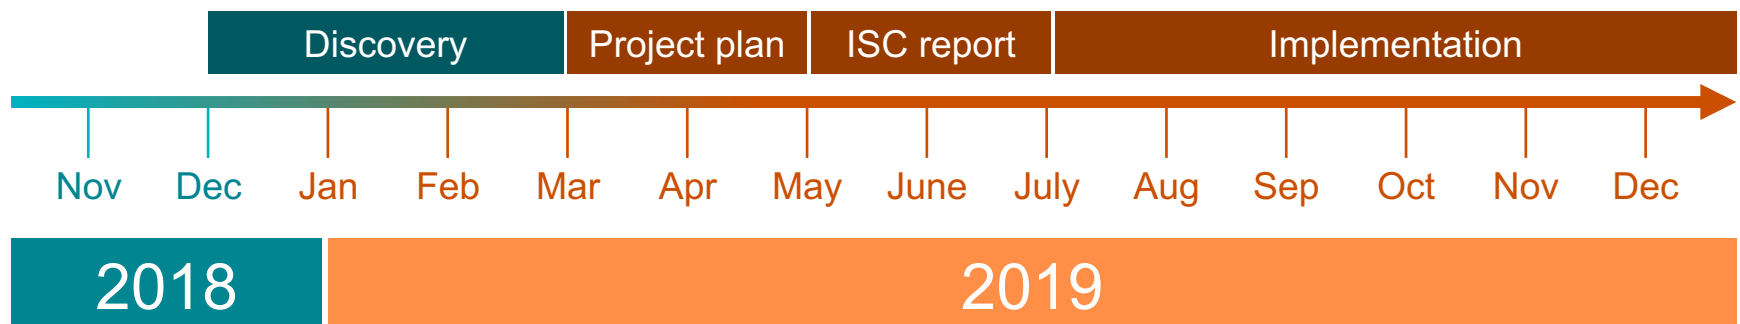 Discovery Project plan ISC report Implementation
Nov Dec Jan Feb Mar Apr May June July Aug Sep Oct Nov Dec
2018 2019